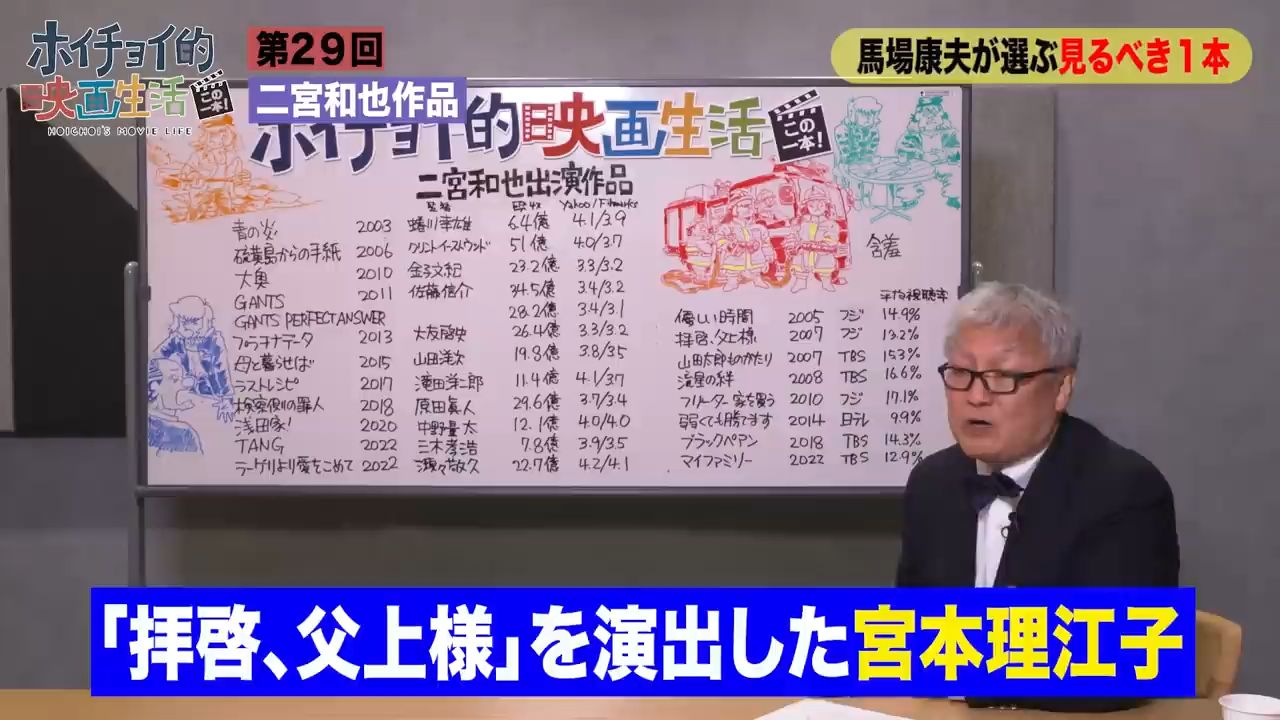 ホイチョイ的
映画生活
この一本!
HOICHOI'S MOVIE LIFE
第29回
二宮和也作品
馬場康夫が選ぶ見るべき1本
ホイチョイ的映画生活
この一本!
二宮和也出演作品
監督 興収 Yahoo/Filmarks
青の炎 2003 蜷川幸雄 6.4億 4.1/3.9
硫黄島からの手紙 2006 クリントイーストウッド 51億 4.0/3.7
大奥 2010 金子文紀 23.2億 3.3/3.2
GANTS 2011 佐藤信介 34.5億 3.4/3.2
GANTS PERFECT ANSWER 28.2億 3.4/3.1
プラチナデータ 2013 大友啓史 26.4億 3.3/3.2
母と暮せば 2015 山田洋次 19.8億 3.8/3.5
ラストレシピ 2017 滝田洋二郎 11.4億 4.1/3.7
検察側の罪人 2018 原田眞人 29.6億 3.7/3.4
浅田家! 2020 中野量太 12.1億 4.0/4.0
TANG 2022 三木孝浩 7.8億 3.9/3.5
ラーゲリより愛をこめて 2022 瀬々敬久 22.7億 4.2/4.1
含羞
平均視聴率
優しい時間 2005 フジ 14.9%
拝啓、父上様 2007 フジ 13.2%
山田太郎ものがたり 2007 TBS 15.3%
流星の絆 2008 TBS 16.6%
フリーター家を買う 2010 フジ 17.1%
弱くても勝てます 2014 日テレ 9.9%
ブラックペアン 2018 TBS 14.3%
マイファミリー 2022 TBS 12.9%
「拝啓、父上様」を演出した宮本理江子